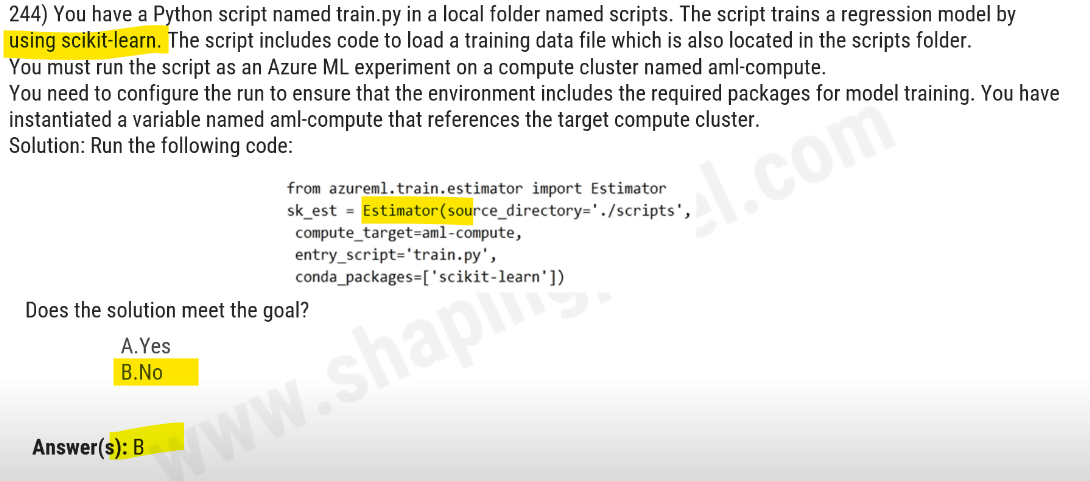 244) You have a Python script named train.py in a local folder named scripts. The script trains a regression model by
using scikit-learn. The script includes code to load a training data file which is also located in the scripts folder.
You must run the script as an Azure ML experiment on a compute cluster named aml-compute.
You need to configure the run to ensure that the environment includes the required packages for model training. You have
instantiated a variable named aml-compute that references the target compute cluster.
Solution: Run the following code:
from azureml.train.estimator import Estimator
sk_est = Estimator(source_directory='./scripts',
compute_target=aml-compute,
entry_script='train.py',
conda_packages=['scikit-learn'])
Does the solution meet the goal?
A.Yes
B.No
Answer(s): B